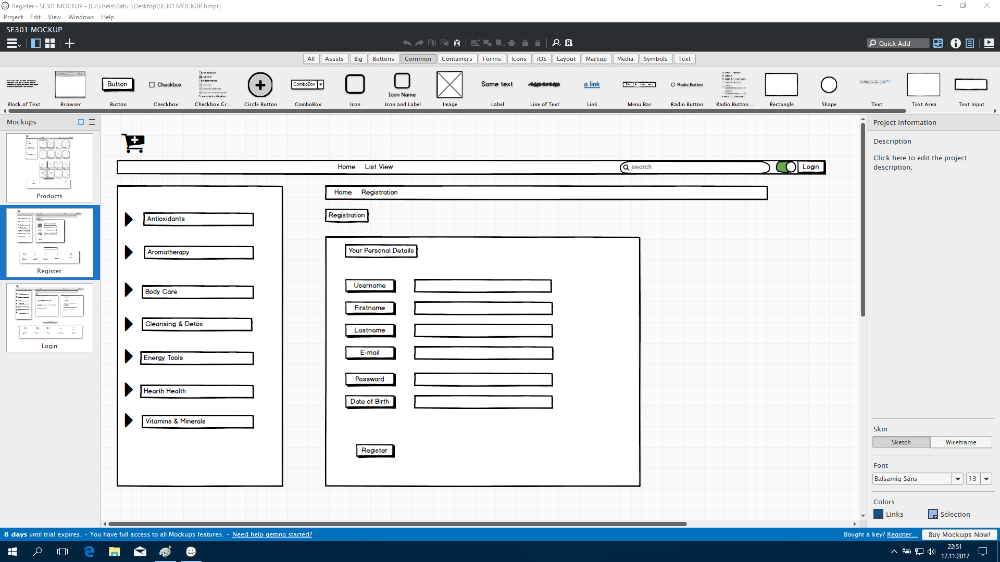 Register - SE301 MOCKUP - [C:\Users\Batu_\Desktop\SE301 MOCKUP.bmpr]
Project Edit View Windows Help
SE301 MOCKUP
Quick Add
All Assets Big Buttons Common Containers Forms Icons iOS Layout Markup Media Symbols Text
Button Checkbox ComboBox Icon Name Some text a link File Edit View Help Radio Button
Block of Text Browser Button Checkbox Checkbox Gr... Circle Button ComboBox Icon Icon and Label Image Label Line of Text Link Menu Bar Radio Button Radio Button... Rectangle Shape Text Text Area Text Input
Mockups
Products
Register
Login
Home List View search Login
Antioxidants
Aromatherapy
Body Care
Cleansing & Detox
Energy Tools
Hearth Health
Vitamins & Minerals
Home Registration
Registration
Your Personal Details
Username
Firstname
Lastname
E-mail
Password
Date of Birth
Register
Project Information
Description
Click here to edit the project
description.
Skin
Sketch Wireframe
Font
Balsamiq Sans 13
Colors
Links Selection
8 days until trial expires. · You have full access to all Mockups features. · Need help getting started?
Bought a key? Register... Buy Mockups Now!
22:51
17.11.2017